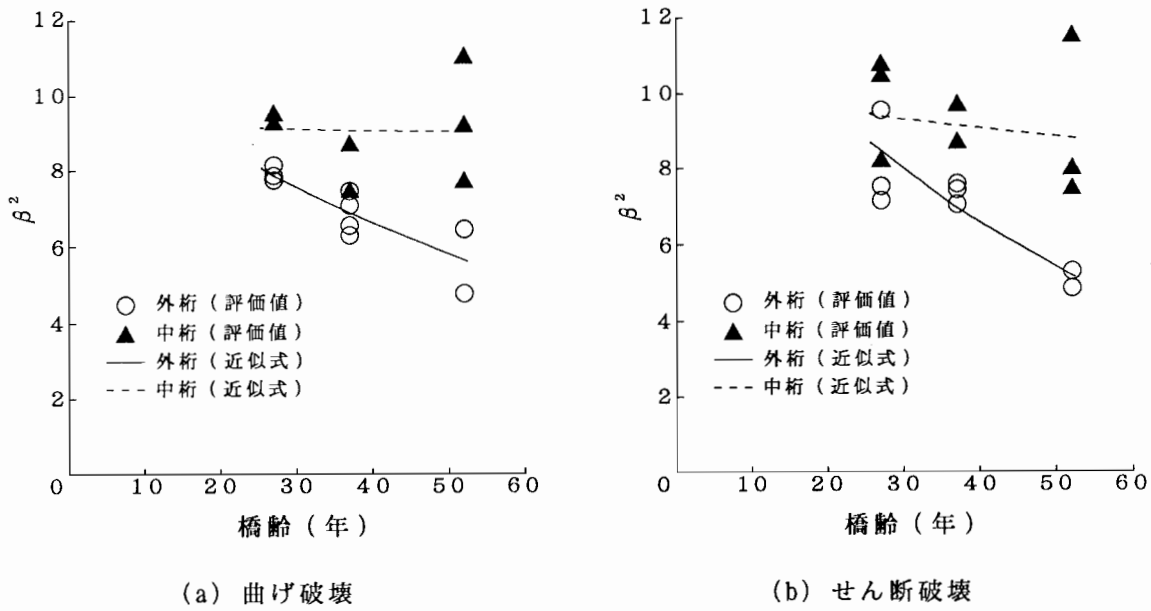 12
10
8
6
4
2
0
β²
○ 外桁（評価値）
▲ 中桁（評価値）
外桁（近似式）
中桁（近似式）
10 20 30 40 50 60
橋齢（年）
(a) 曲げ破壊
12
10
8
6
4
2
0
β²
○ 外桁（評価値）
▲ 中桁（評価値）
外桁（近似式）
中桁（近似式）
10 20 30 40 50 60
橋齢（年）
(b) せん断破壊